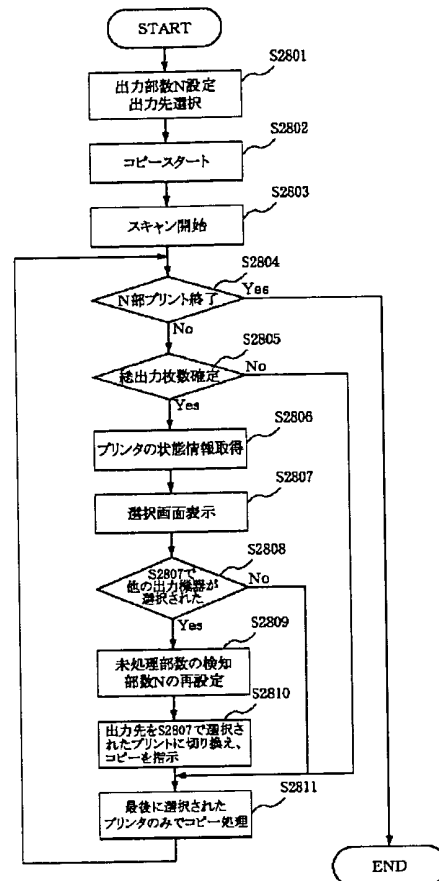 START
S2801
出力部数N設定
出力先選択
S2802
コピースタート
S2803
スキャン開始
S2804
N部プリント終了
Yes
No
S2805
総出力枚数確定
No
Yes
S2806
プリンタの状態情報取得
S2807
選択画面表示
S2808
S2807で
他の出力機器が
選択された
No
Yes
S2809
未処理部数の検知
部数Nの再設定
S2810
出力先をS2807で選択さ
れたプリントに切り換え、
コピーを指示
S2811
最後に選択された
プリンタのみでコピー処理
END